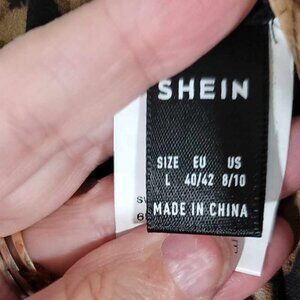 SHEIN
SIZE EU US
L 40/42 8/10
MADE IN CHINA